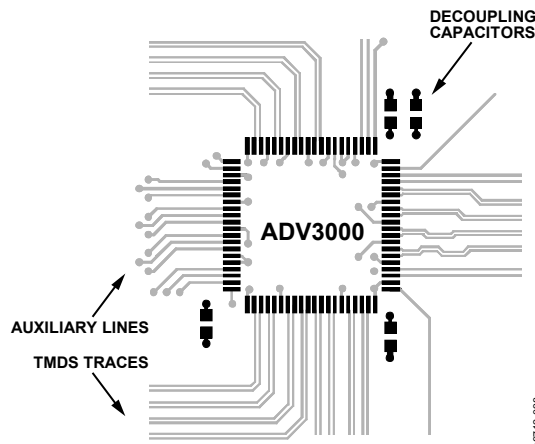 DECOUPLING
CAPACITORS
ADV3000
AUXILIARY LINES
TMDS TRACES